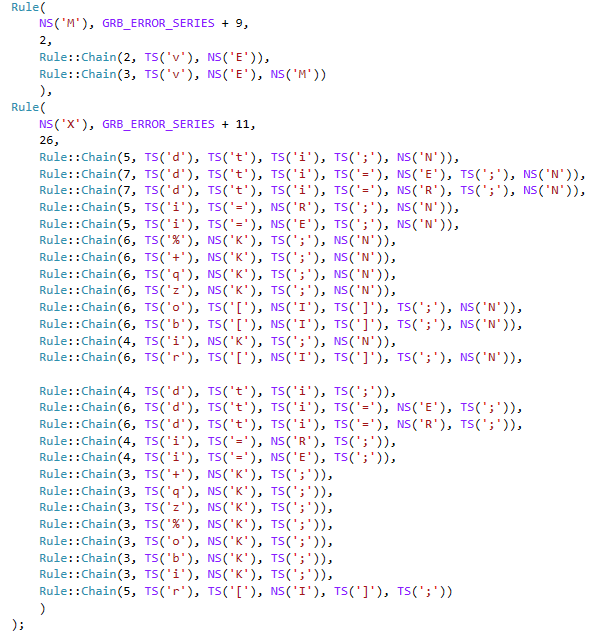 Rule(
NS('M'), GRB_ERROR_SERIES + 9,
2,
Rule::Chain(2, TS('v'), NS('E')),
Rule::Chain(3, TS('v'), NS('E'), NS('M'))
),
Rule(
NS('X'), GRB_ERROR_SERIES + 11,
26,
Rule::Chain(5, TS('d'), TS('t'), TS('i'), TS(';'), NS('N')),
Rule::Chain(7, TS('d'), TS('t'), TS('i'), TS('='), NS('E'), TS(';'), NS('N')),
Rule::Chain(7, TS('d'), TS('t'), TS('i'), TS('='), NS('R'), TS(';'), NS('N')),
Rule::Chain(5, TS('i'), TS('='), NS('R'), TS(';'), NS('N')),
Rule::Chain(5, TS('i'), TS('='), NS('E'), TS(';'), NS('N')),
Rule::Chain(6, TS('%'), NS('K'), TS(';'), NS('N')),
Rule::Chain(6, TS('+'), NS('K'), TS(';'), NS('N')),
Rule::Chain(6, TS('q'), NS('K'), TS(';'), NS('N')),
Rule::Chain(6, TS('z'), NS('K'), TS(';'), NS('N')),
Rule::Chain(6, TS('o'), TS('['), NS('I'), TS(']'), TS(';'), NS('N')),
Rule::Chain(6, TS('b'), TS('['), NS('I'), TS(']'), TS(';'), NS('N')),
Rule::Chain(4, TS('i'), NS('K'), TS(';'), NS('N')),
Rule::Chain(6, TS('r'), TS('['), NS('I'), TS(']'), TS(';'), NS('N')),
Rule::Chain(4, TS('d'), TS('t'), TS('i'), TS(';')),
Rule::Chain(6, TS('d'), TS('t'), TS('i'), TS('='), NS('E'), TS(';')),
Rule::Chain(6, TS('d'), TS('t'), TS('i'), TS('='), NS('R'), TS(';')),
Rule::Chain(4, TS('i'), TS('='), NS('R'), TS(';')),
Rule::Chain(4, TS('i'), TS('='), NS('E'), TS(';')),
Rule::Chain(3, TS('+'), NS('K'), TS(';')),
Rule::Chain(3, TS('q'), NS('K'), TS(';')),
Rule::Chain(3, TS('z'), NS('K'), TS(';')),
Rule::Chain(3, TS('%'), NS('K'), TS(';')),
Rule::Chain(3, TS('o'), NS('K'), TS(';')),
Rule::Chain(3, TS('b'), NS('K'), TS(';')),
Rule::Chain(3, TS('i'), NS('K'), TS(';')),
Rule::Chain(5, TS('r'), TS('['), NS('I'), TS(']'), TS(';'))
)
);